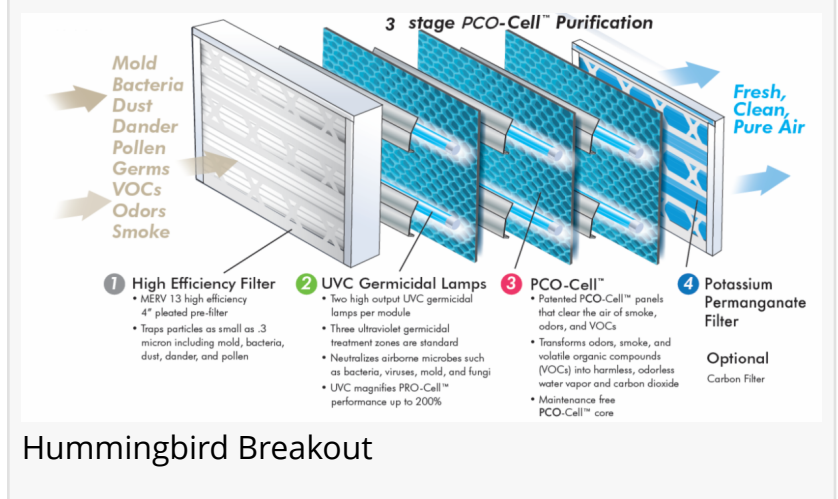 3 stage PCO-Cell™ Purification
Mold
Bacteria
Dust
Dander
Pollen
Germs
VOCs
Odors
Smoke
Fresh,
Clean,
Pure Air
1 High Efficiency Filter
• MERV 13 high efficiency
4” pleated pre-filter
• Traps particles as small as .3
micron including mold, bacteria,
dust, dander, and pollen
2 UVC Germicidal Lamps
• Two high output UVC germicidal
lamps per module
• Three ultraviolet germicidal
treatment zones are standard
• Neutralizes airborne microbes such
as bacteria, viruses, mold, and fungi
• UVC magnifies PRO-Cell™
performance up to 200%
3 PCO-Cell™
• Patented PCO-Cell™ panels
that clear the air of smoke,
odors, and VOCs
• Transforms odors, smoke, and
volatile organic compounds
(VOCs) into harmless, odorless
water vapor and carbon dioxide
• Maintenance free
PCO-Cell™ core
4 Potassium
Permanganate
Filter
Optional
Carbon Filter
Hummingbird Breakout